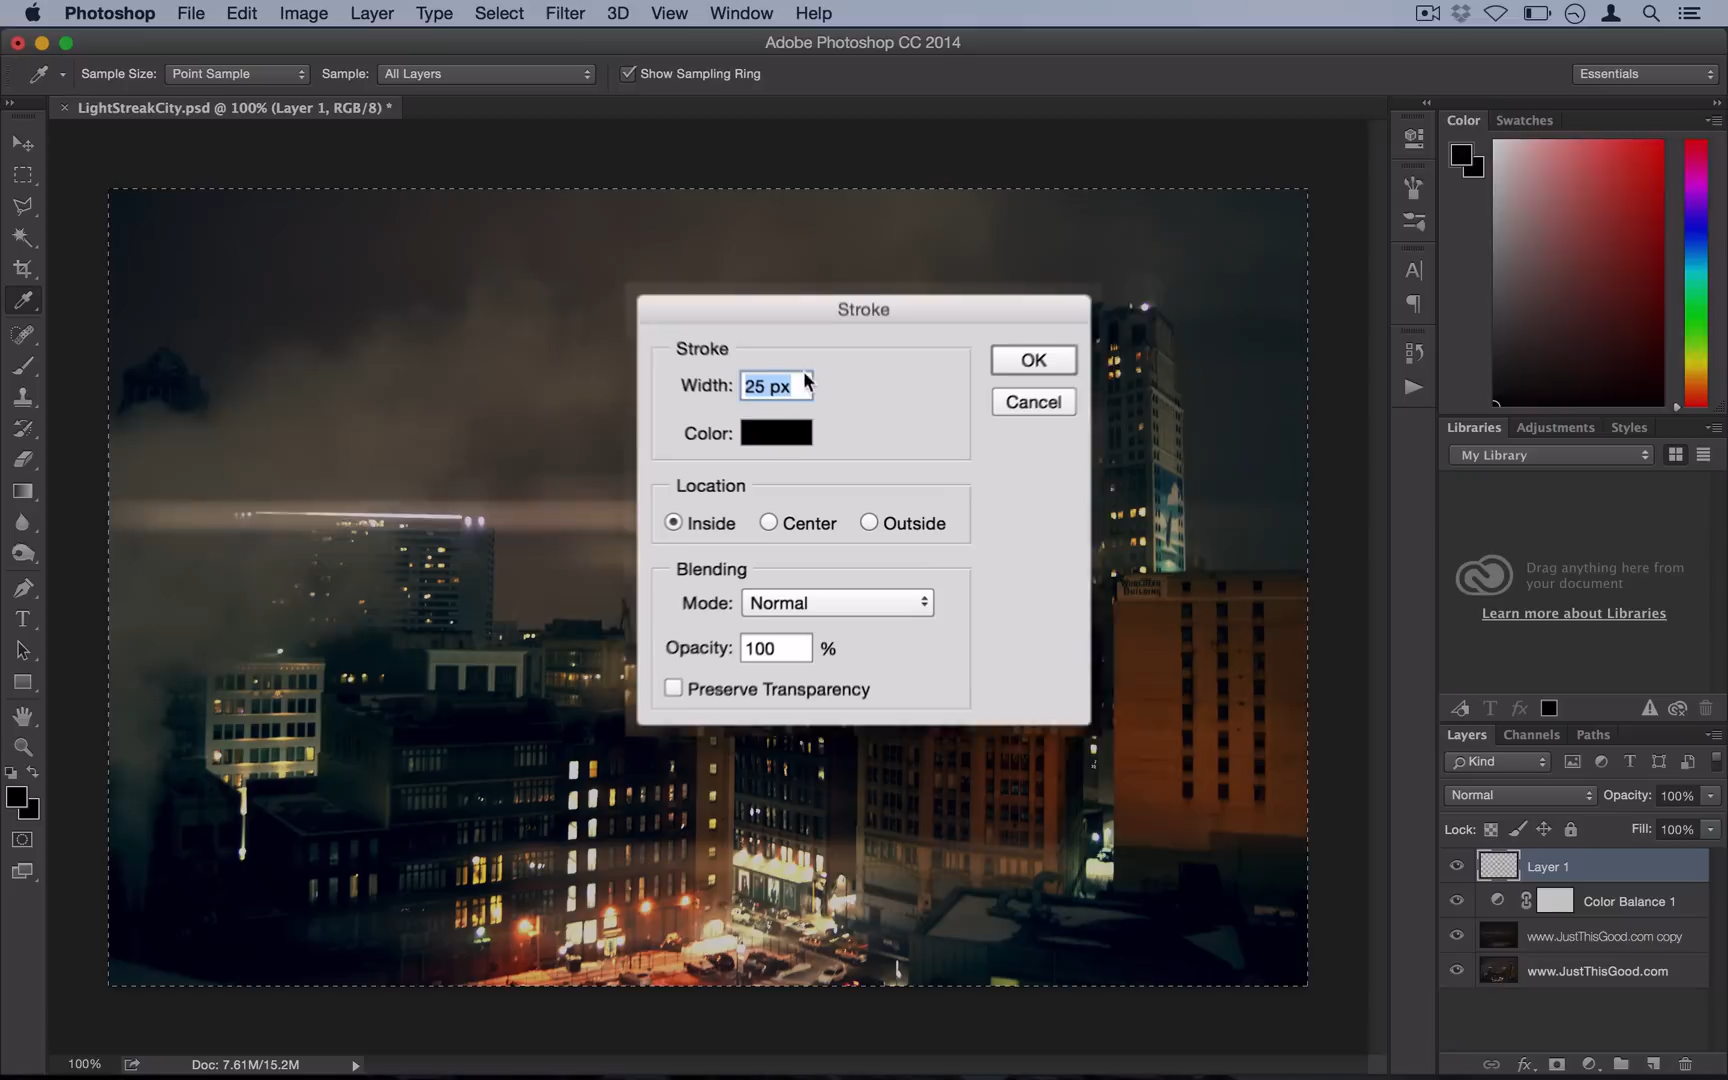 Photoshop File Edit Image Layer Type Select Filter 3D View Window Help
Adobe Photoshop CC 2014
Sample Size: Point Sample Sample: All Layers Show Sampling Ring Essentials
× LightStreakCity.psd @ 100% (Layer 1, RGB/8) *
Color Swatches
Stroke
Stroke
Width: 25 px
Color:
OK
Cancel
Location
Inside Center Outside
Blending
Mode: Normal
Opacity: 100 %
Preserve Transparency
Libraries Adjustments Styles
My Library
Drag anything here from
your document
Learn more about Libraries
Layers Channels Paths
Kind
Normal Opacity: 100%
Lock: Fill: 100%
Layer 1
Color Balance 1
www.JustThisGood.com copy
www.JustThisGood.com
100% Doc: 7.61M/15.2M